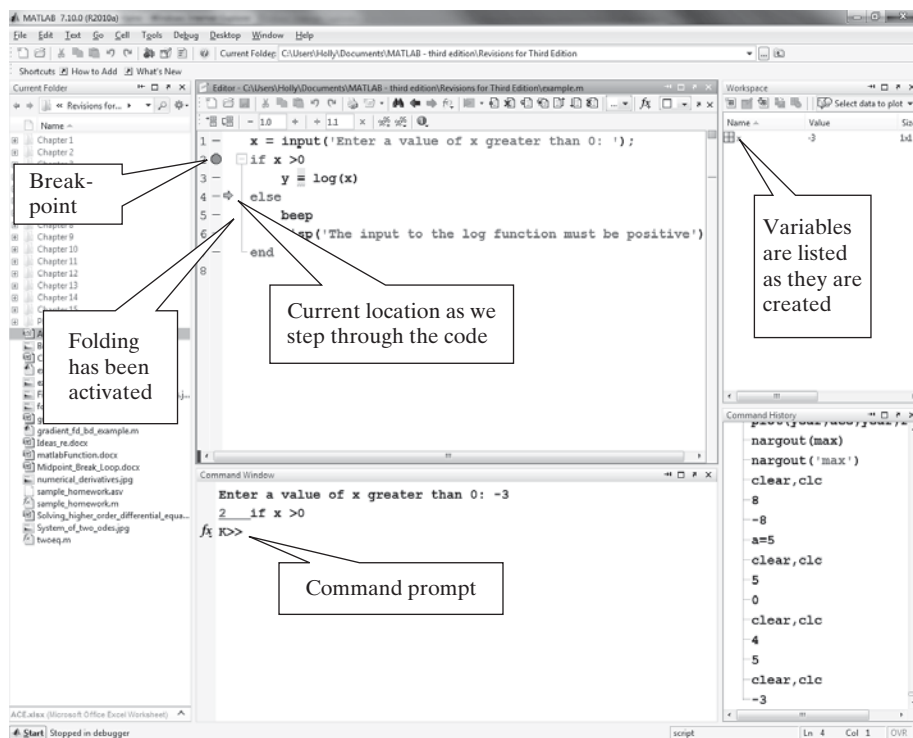 MATLAB 7.10.0 (R2010a)
File Edit Text Go Cell Tools Debug Desktop Window Help
Current Folder: C:\Users\Holly\Documents\MATLAB - third edition\Revisions for Third Edition
Shortcuts How to Add What's New
Current Folder
« Revisions for...
Name
Chapter 1
Chapter 2
Chapter 9
Chapter 10
Chapter 11
Chapter 12
Chapter 13
Chapter 14
gradient_fd_bd_example.m
Ideas_re.docx
matlabFunction.docx
Midpoint_Break_Loop.docx
numerical_derivatives.jpg
sample_homework.asv
sample_homework.m
Solving_higher_order_differential_equa...
System_of_two_odes.jpg
twoeq.m
ACE.xlsx (Microsoft Office Excel Worksheet)
Start Stopped in debugger
Break-
point
Folding
has been
activated
Editor - C:\Users\Holly\Documents\MATLAB - third edition\Revisions for Third Edition\example.m
- 1.0 + ÷ 1.1 ×
1 – x = input('Enter a value of x greater than 0: ');
2 if x >0
3 – y = log(x)
4 – else
5 – beep
6 isp('The input to the log function must be positive')
end
8
Current location as we
step through the code
Command Window
Enter a value of x greater than 0: -3
2 if x >0
fx K>>
Command prompt
Workspace
Select data to plot
Name Value Siz
-3 1x1
Variables
are listed
as they are
created
Command History
nargout(max)
nargout('max')
clear,clc
8
-8
a=5
clear,clc
5
0
clear,clc
4
5
clear,clc
-3
script Ln 4 Col 1 OVR